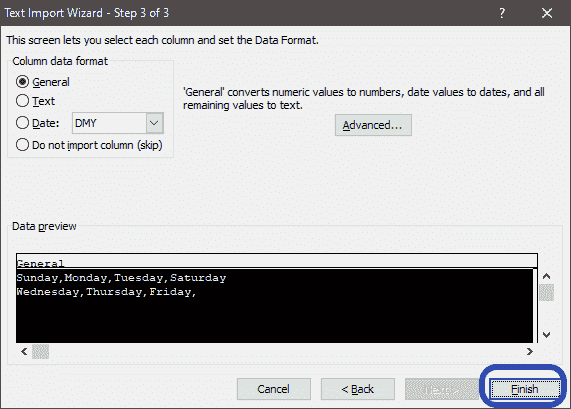 Text Import Wizard - Step 3 of 3
?
This screen lets you select each column and set the Data Format.
Column data format
General
Text
Date: DMY
Do not import column (skip)
'General' converts numeric values to numbers, date values to dates, and all
remaining values to text.
Advanced...
Data preview
General
Sunday,Monday,Tuesday,Saturday
Wednesday,Thursday,Friday,
Cancel
< Back
Next >
Finish